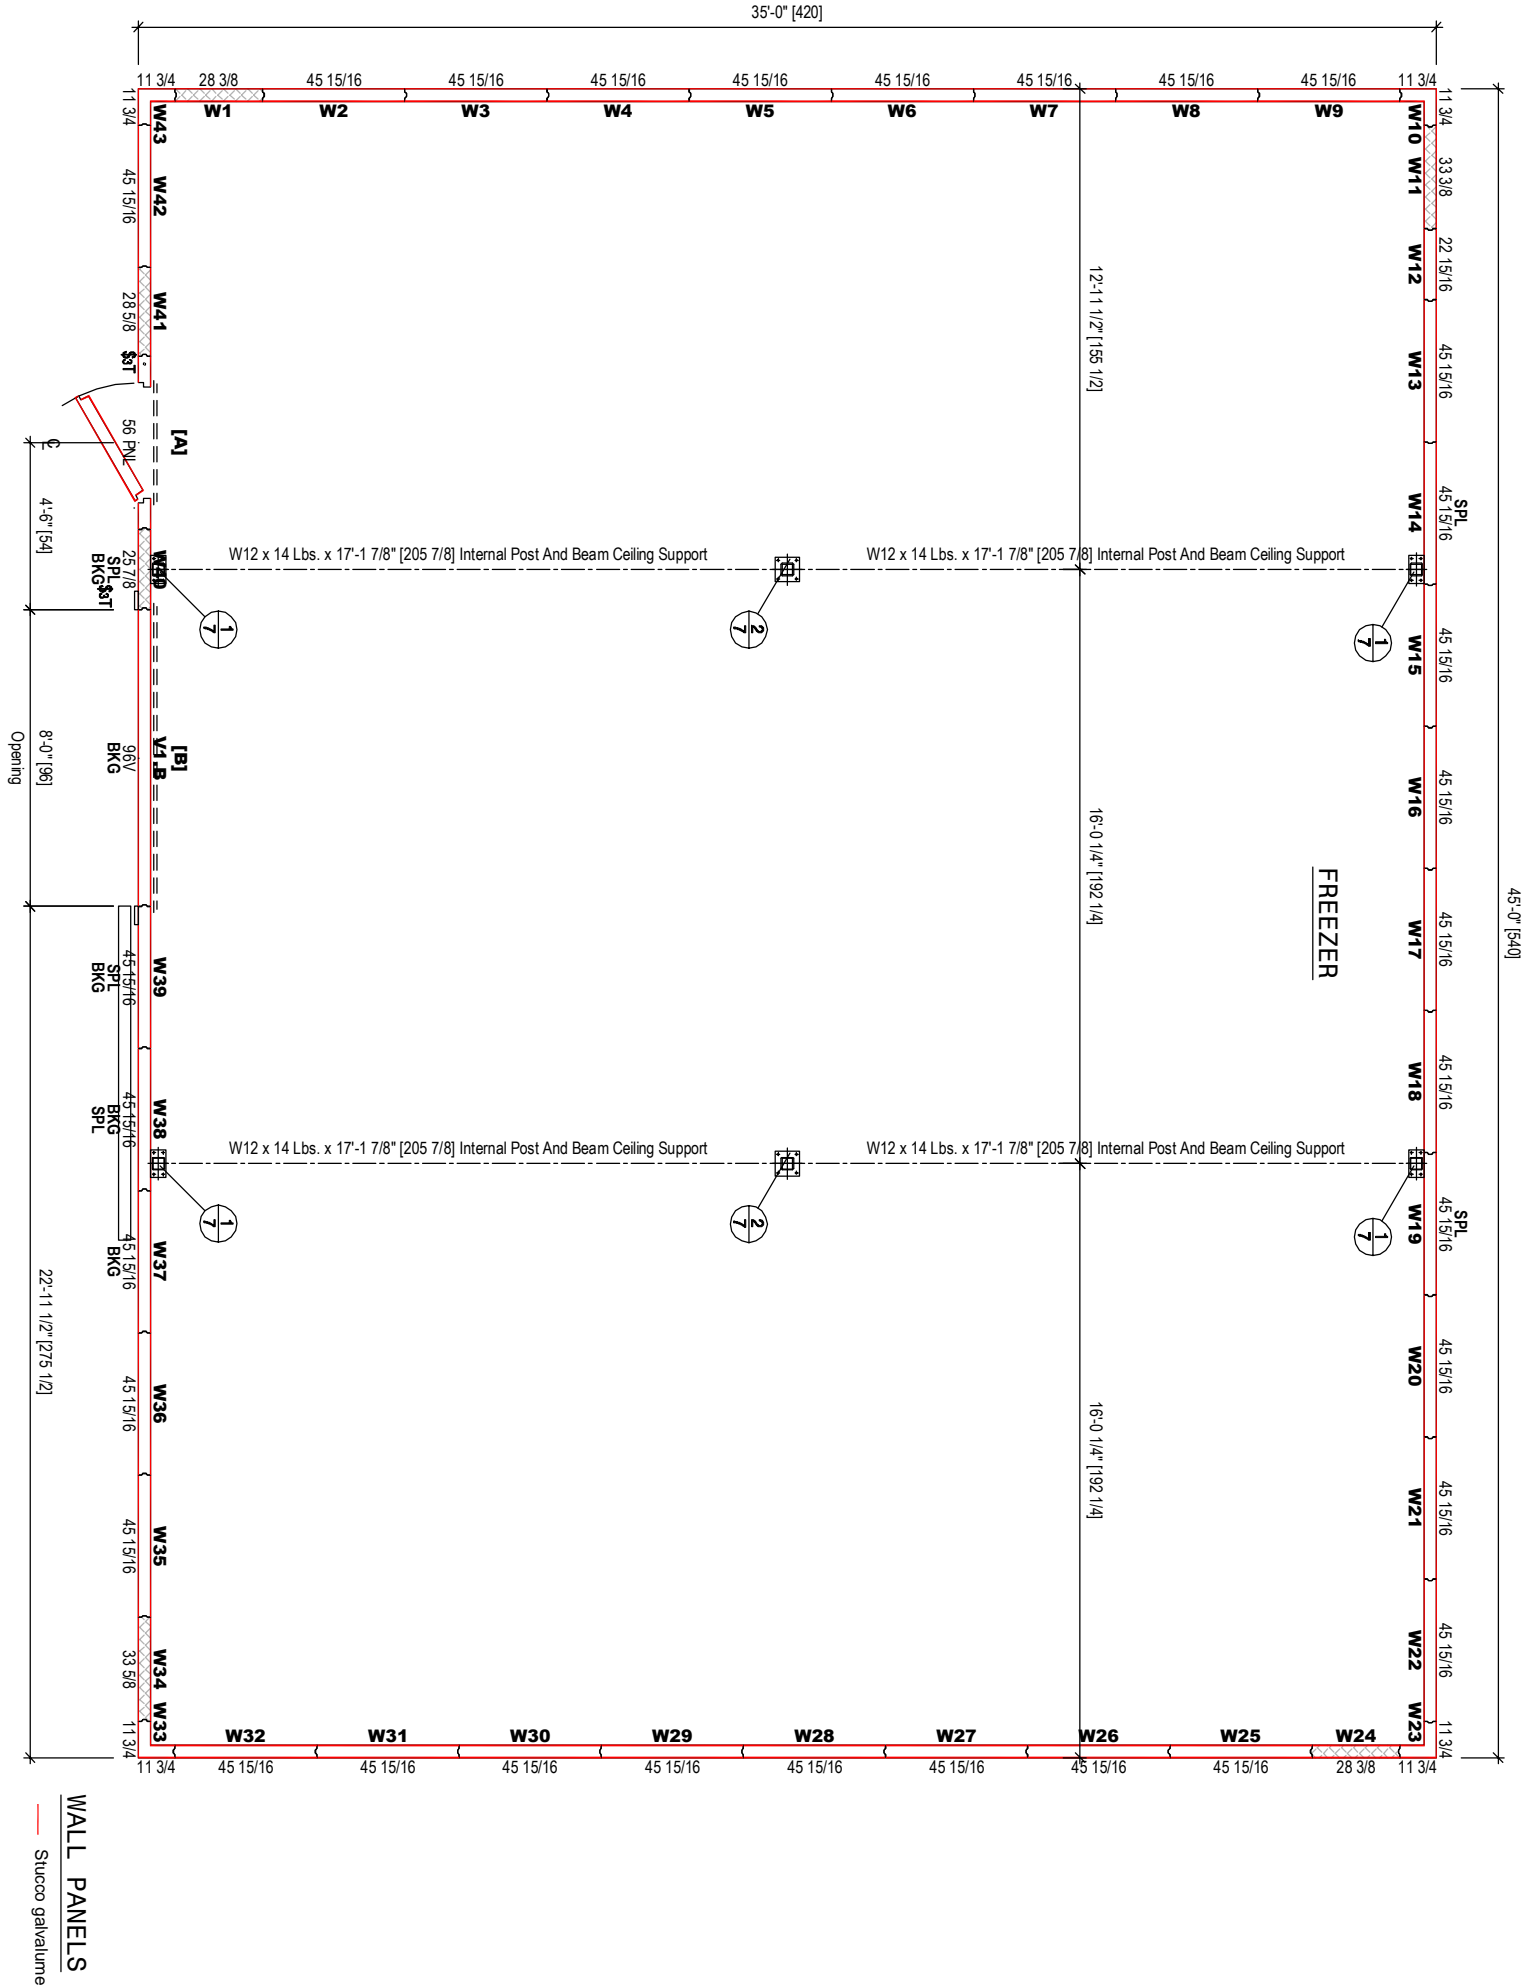 35'-0" [420]
11 3/4
28 3/8
45 15/16
45 15/16
45 15/16
45 15/16
45 15/16
45 15/16
45 15/16
45 15/16
11 3/4
W1
W2
W3
W4
W5
W6
W7
W8
W9
11 3/4
W43
45 15/16
W42
28 5/8
W41
S3T
56 PNL
[A]
CL
4'-6" [54]
25 7/8
SPL
BKG
S3T
96V
BKG
V1.B
[B]
8'-0" [96]
Opening
45 15/16
SPL
BKG
W39
45 15/16
BKG
SPL
W38
45 15/16
BKG
W37
22'-11 1/2" [275 1/2]
45 15/16
W36
45 15/16
W35
33 5/8
W34
11 3/4
W33
W10
11 3/4
W11
33 3/8
W12
22 15/16
W13
45 15/16
W14
45 15/16
SPL
W15
45 15/16
W16
45 15/16
W17
45 15/16
W18
45 15/16
W19
45 15/16
SPL
W20
45 15/16
W21
45 15/16
W22
45 15/16
W23
11 3/4
45'-0" [540]
12'-11 1/2" [155 1/2]
16'-0 1/4" [192 1/4]
16'-0 1/4" [192 1/4]
W12 x 14 Lbs. x 17'-1 7/8" [205 7/8] Internal Post And Beam Ceiling Support
W12 x 14 Lbs. x 17'-1 7/8" [205 7/8] Internal Post And Beam Ceiling Support
1
7
2
7
1
7
FREEZER
W12 x 14 Lbs. x 17'-1 7/8" [205 7/8] Internal Post And Beam Ceiling Support
W12 x 14 Lbs. x 17'-1 7/8" [205 7/8] Internal Post And Beam Ceiling Support
1
7
2
7
1
7
W32
W31
W30
W29
W28
W27
W26
W25
W24
11 3/4
45 15/16
45 15/16
45 15/16
45 15/16
45 15/16
45 15/16
45 15/16
45 15/16
28 3/8
11 3/4
WALL PANELS
Stucco galvalume